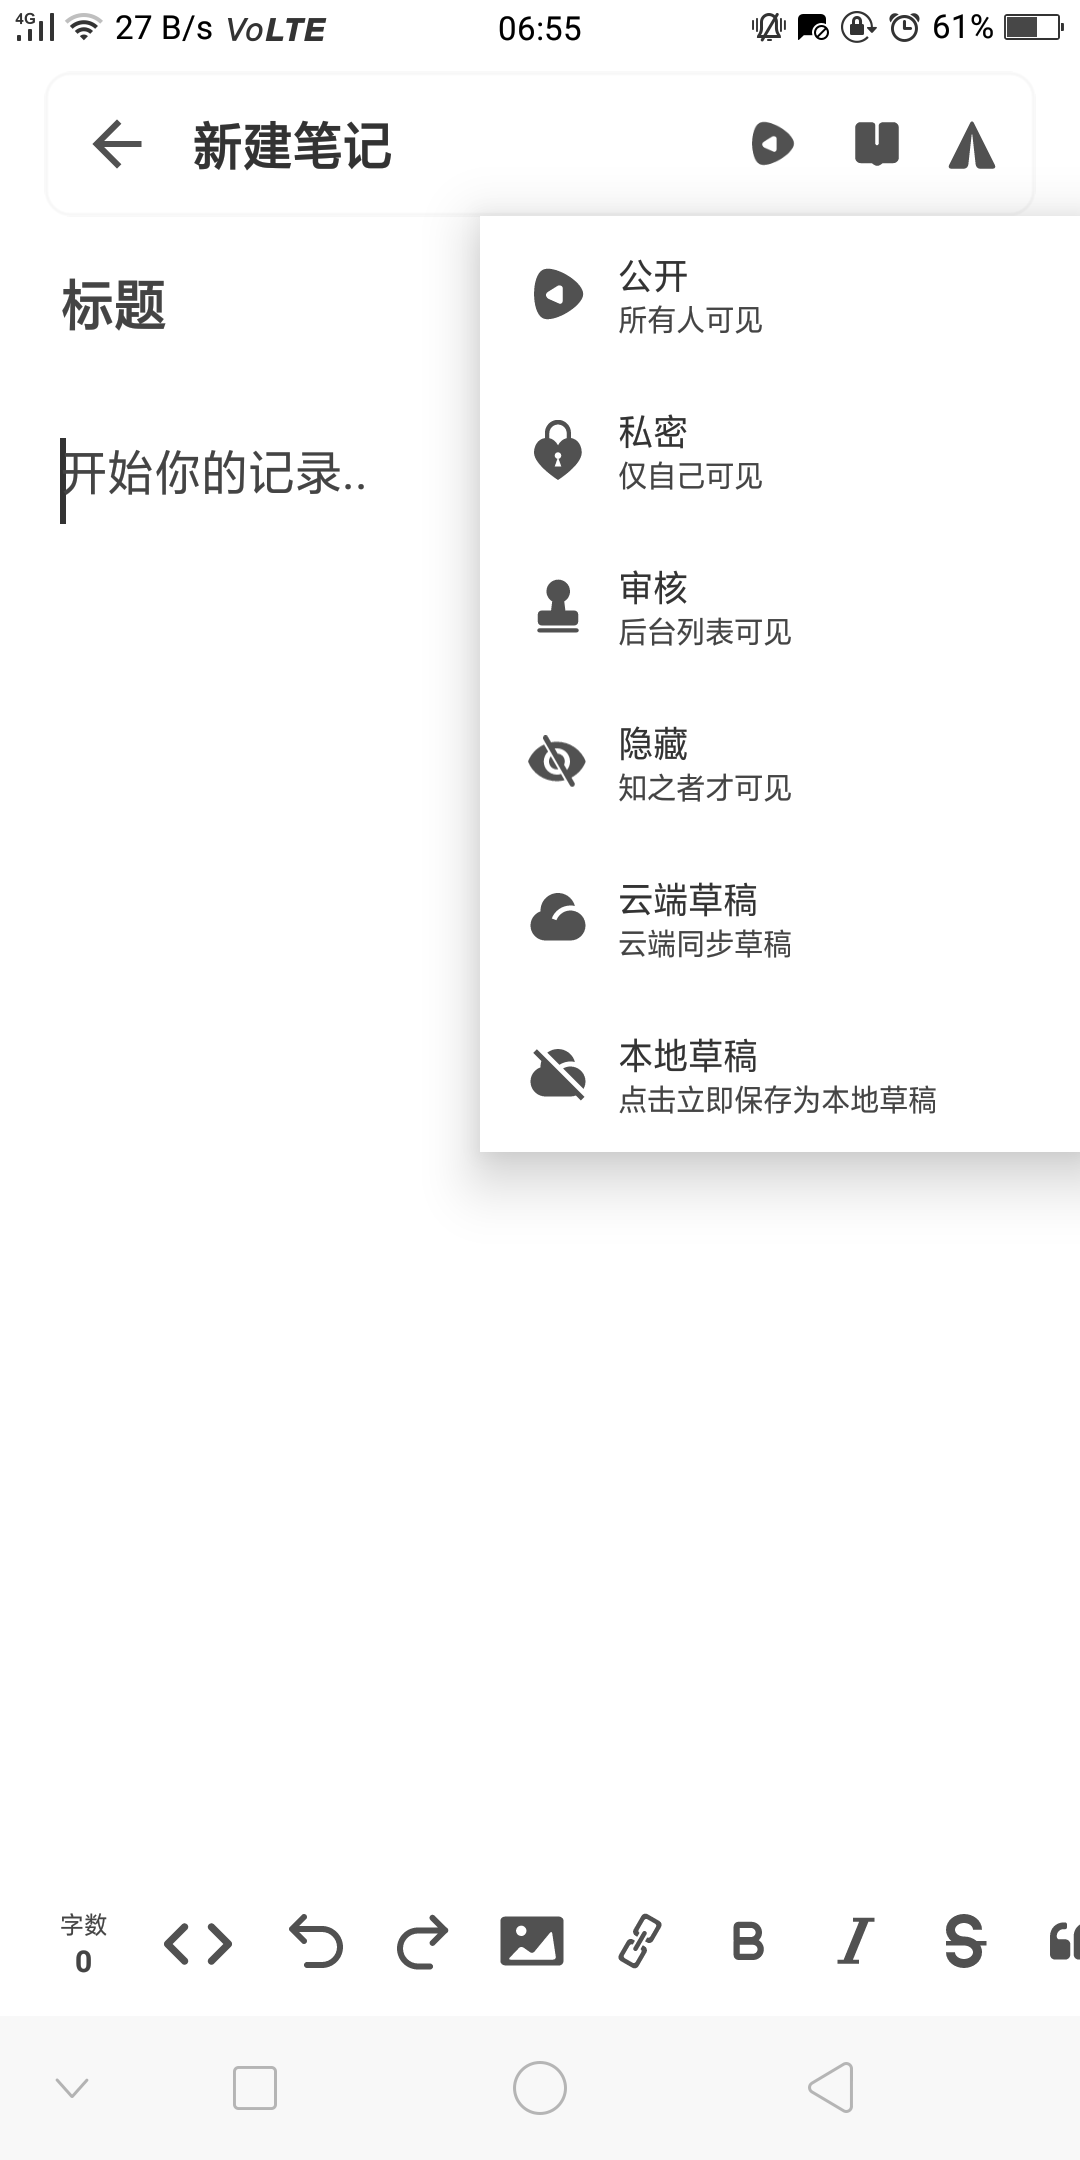 4G 27 B/s VoLTE 06:55 61%
新建笔记
标题
开始你的记录..
公开
所有人可见
私密
仅自己可见
审核
后台列表可见
隐藏
知之者才可见
云端草稿
云端同步草稿
本地草稿
点击立即保存为本地草稿
字数
0
B I S